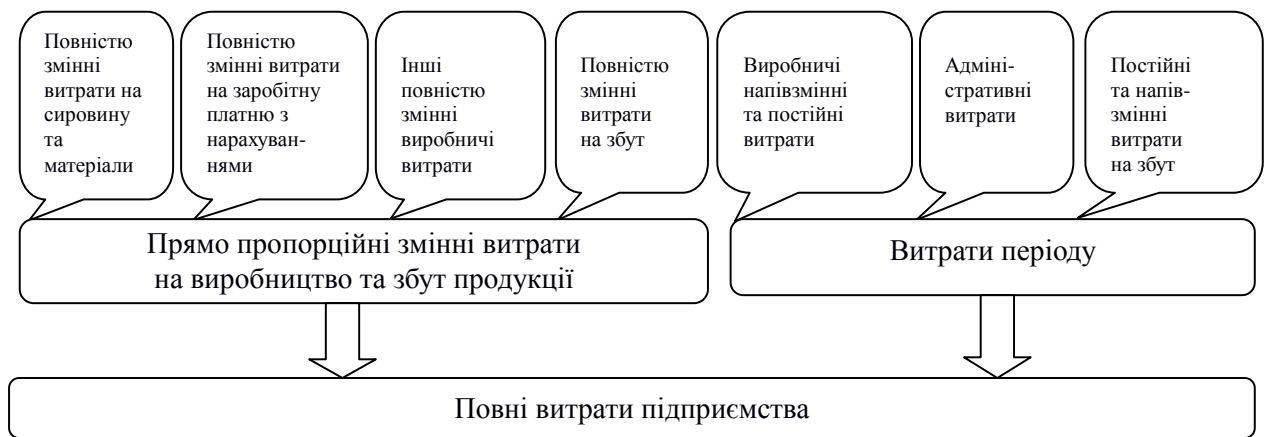 Повністю
змінні
витрати на
сировину
та
матеріали
Повністю
змінні витрати
на заробітну
платню з
нарахуван-
нями
Інші
повністю
змінні
виробничі
витрати
Повністю
змінні
витрати
на збут
Виробничі
напівзмінні
та постійні
витрати
Адміні-
стративні
витрати
Постійні
та напів-
змінні
витрати
на збут
Прямо пропорційні змінні витрати
на виробництво та збут продукції
Витрати періоду
Повні витрати підприємства